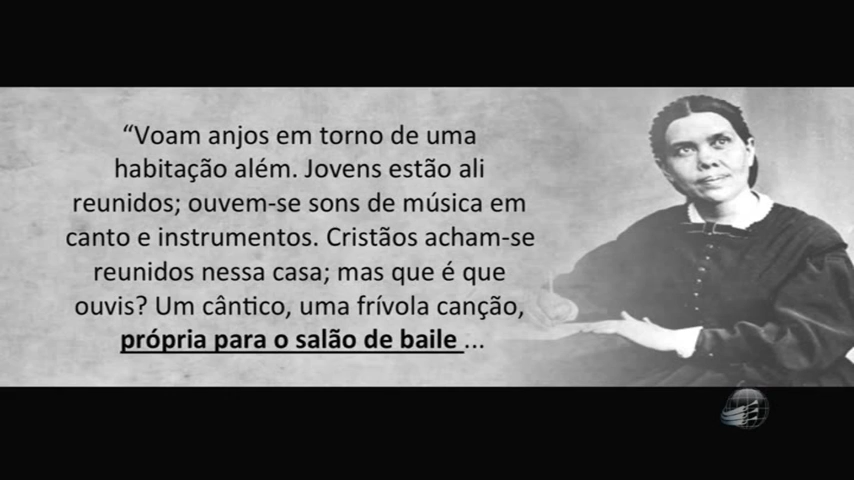 “Voam anjos em torno de uma
habitação além. Jovens estão ali
reunidos; ouvem-se sons de música em
canto e instrumentos. Cristãos acham-se
reunidos nessa casa; mas que é que
ouvis? Um cântico, uma frívola canção,
própria para o salão de baile ...